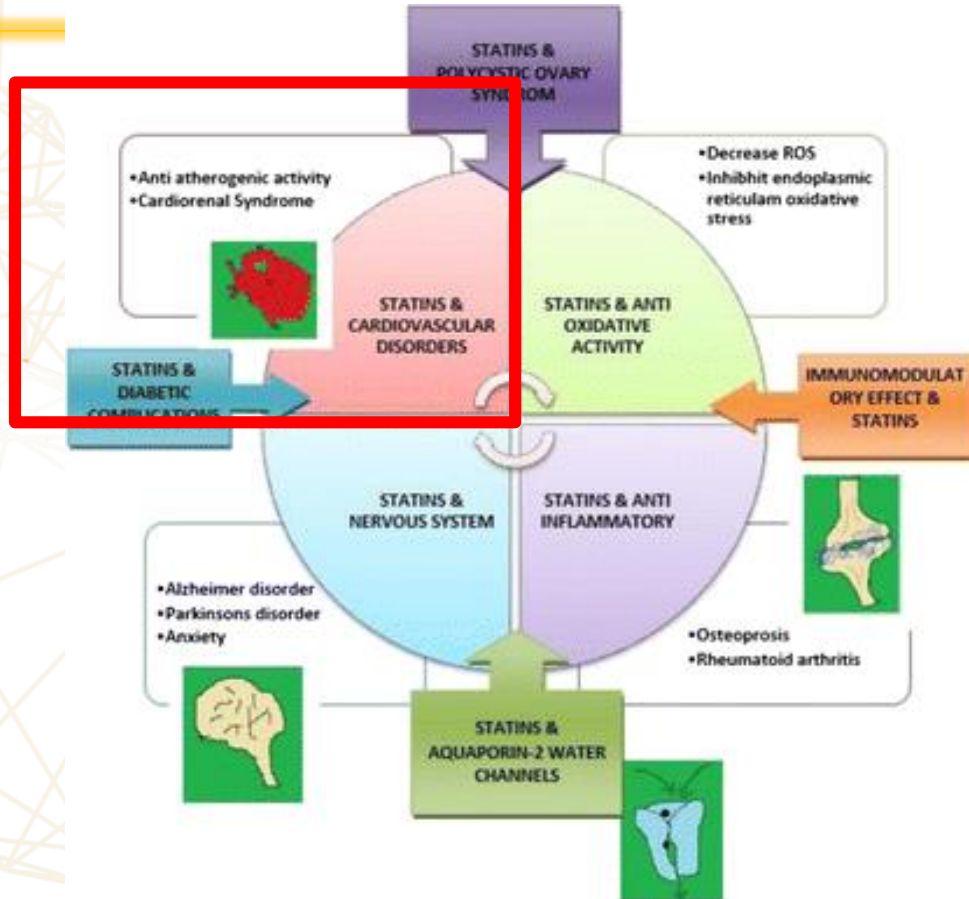 STATINS &
POLYCYSTIC OVARY
SYNDROM
•Anti atherogenic activity
•Cardiorenal Syndrome
•Decrease ROS
•Inhibhit endoplasmic
reticulam oxidative
stress
STATINS &
CARDIOVASCULAR
DISORDERS
STATINS & ANTI
OXIDATIVE
ACTIVITY
STATINS &
DIABETIC
COMPLICATIONS
IMMUNOMODULAT
ORY EFFECT &
STATINS
STATINS &
NERVOUS SYSTEM
STATINS & ANTI
INFLAMMATORY
•Alzheimer disorder
•Parkinsons disorder
•Anxiety
•Osteoprosis
•Rheumatoid arthritis
STATINS &
AQUAPORIN-2 WATER
CHANNELS